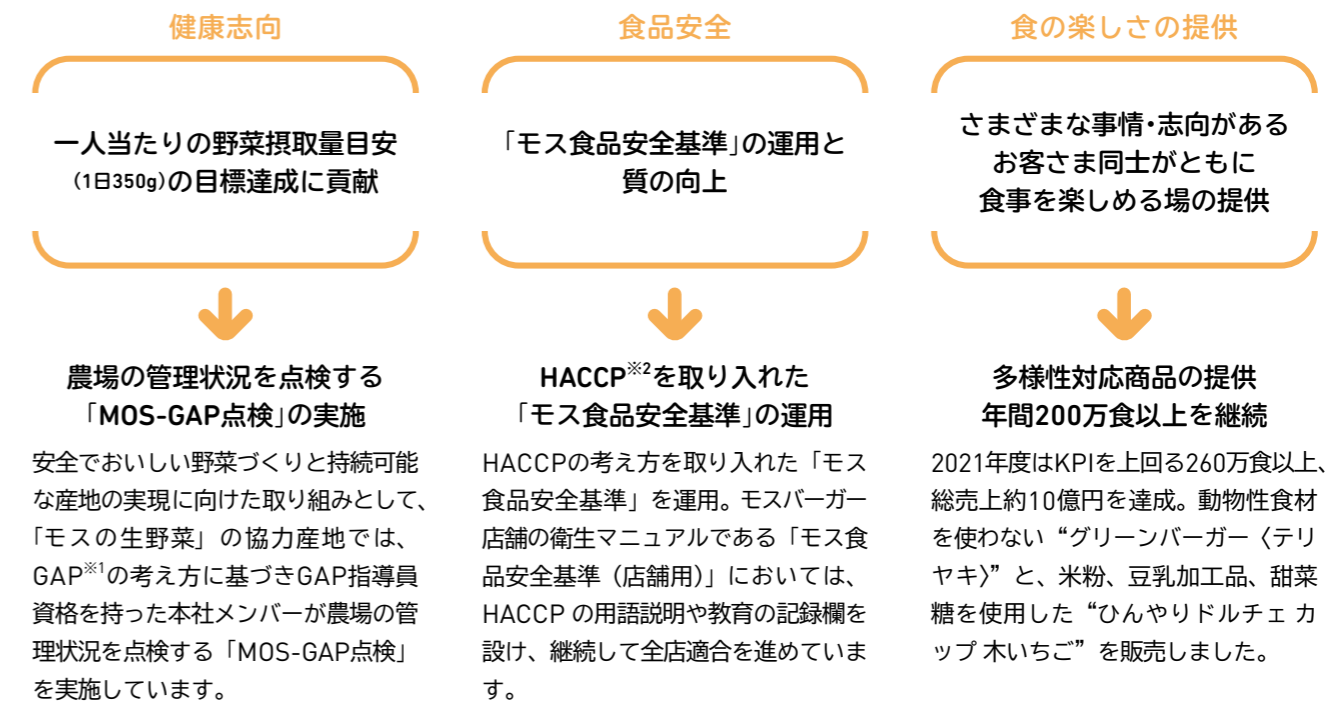 健康志向
一人当たりの野菜摂取量目安
（1日350g）の目標達成に貢献
農場の管理状況を点検する
「MOS-GAP点検」の実施
安全でおいしい野菜づくりと持続可能
な産地の実現に向けた取り組みとして、
「モスの生野菜」の協力産地では、
GAP※1の考え方に基づきGAP指導員
資格を持った本社メンバーが農場の管
理状況を点検する「MOS-GAP点検」
を実施しています。
食品安全
「モス食品安全基準」の運用と
質の向上
HACCP※2を取り入れた
「モス食品安全基準」の運用
HACCPの考え方を取り入れた「モス
食品安全基準」を運用。モスバーガー
店舗の衛生マニュアルである「モス食
品安全基準（店舗用）」においては、
HACCP の用語説明や教育の記録欄を
設け、継続して全店適合を進めていま
す。
食の楽しさの提供
さまざまな事情・志向がある
お客さま同士がともに
食事を楽しめる場の提供
多様性対応商品の提供
年間200万食以上を継続
2021年度はKPIを上回る260万食以上、
総売上約10億円を達成。動物性食材
を使わない“グリーンバーガー〈テリ
ヤキ〉”と、米粉、豆乳加工品、甜菜
糖を使用した“ひんやりドルチェ カ
ップ 木いちご”を販売しました。